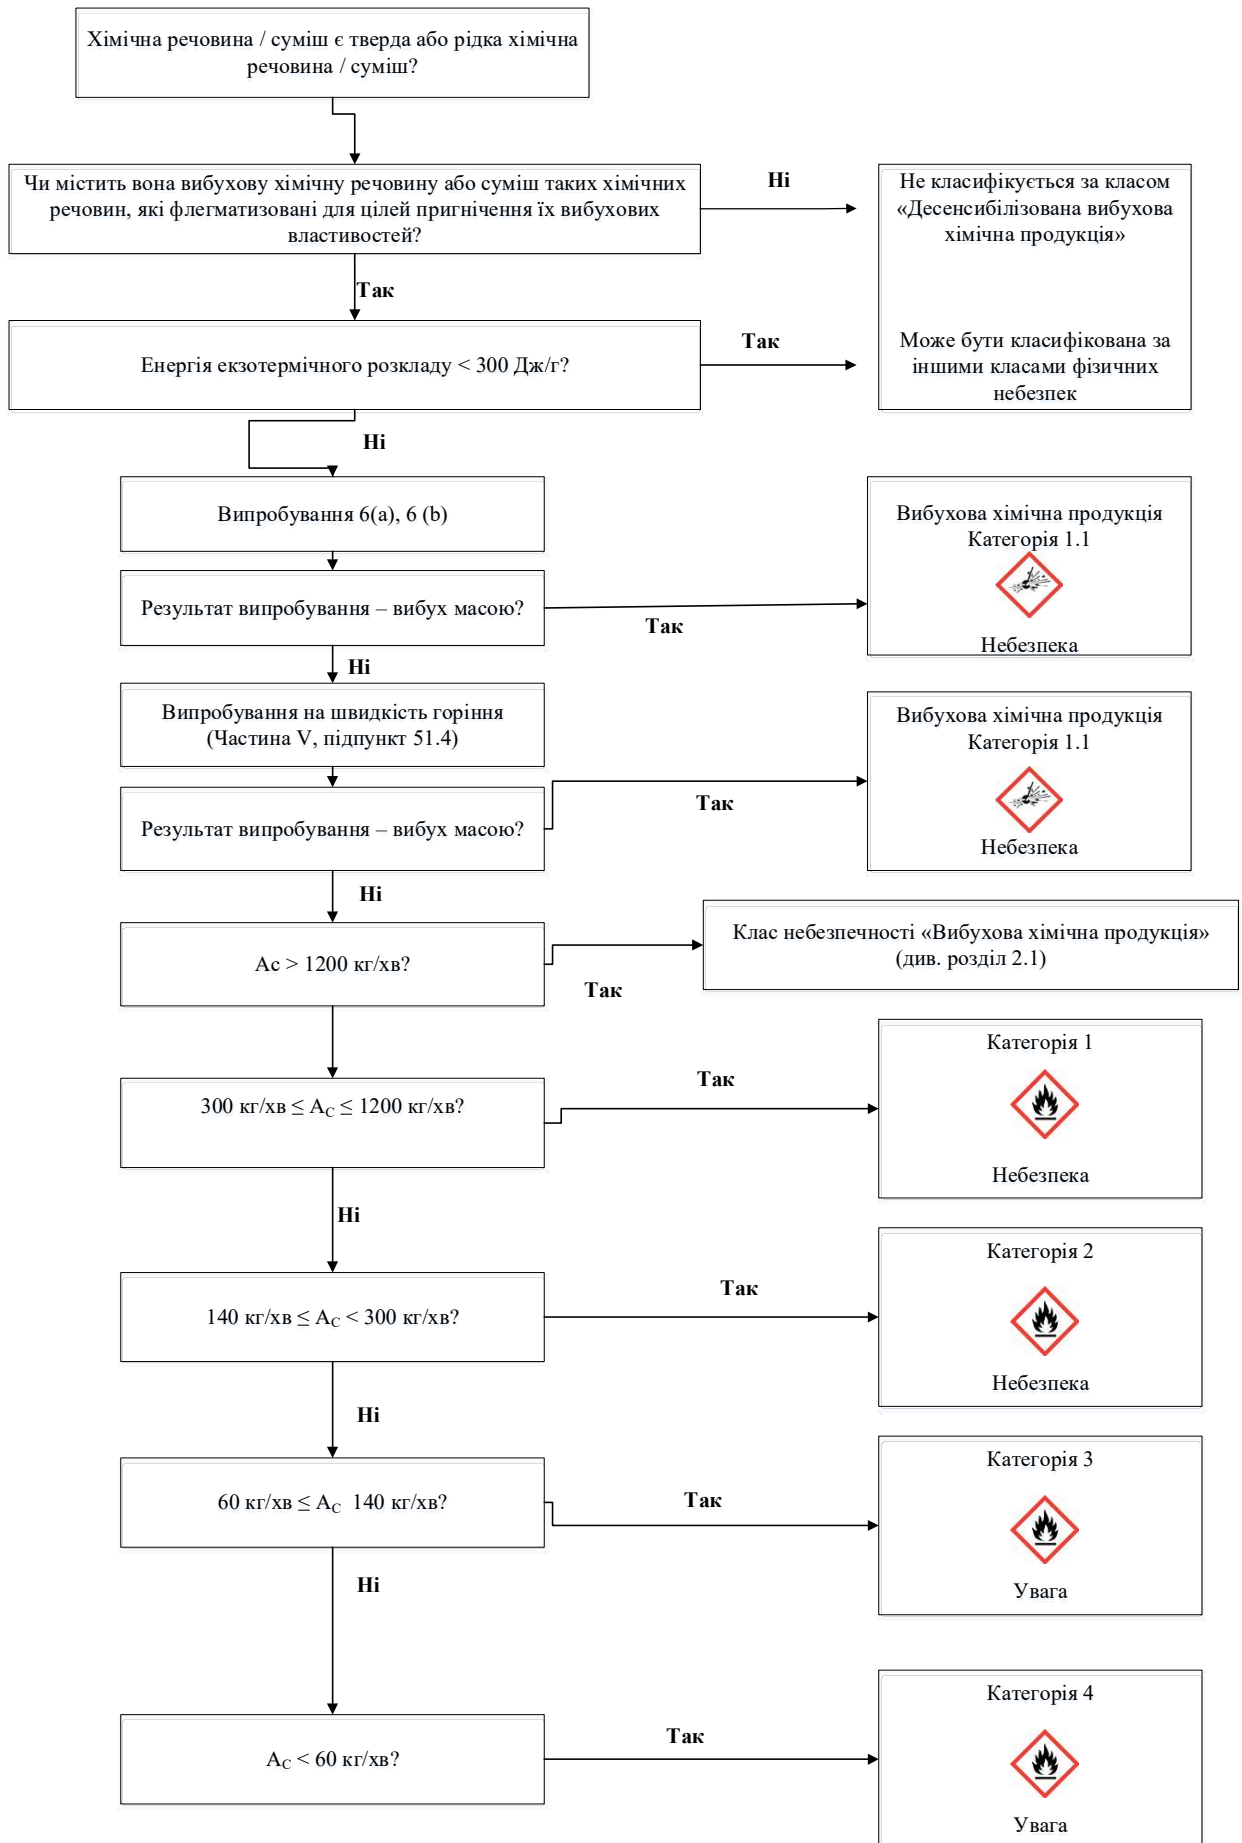 Хімічна речовина / суміш є тверда або рідка хімічна
речовина / суміш?
Чи містить вона вибухову хімічну речовину або суміш таких хімічних
речовин, які флегматизовані для цілей пригнічення їх вибухових
властивостей?
Ні
Не класифікується за класом
«Десенсибілізована вибухова
хімічна продукція»
Так
Енергія екзотермічного розкладу < 300 Дж/г?
Так
Може бути класифікована за
іншими класами фізичних
небезпек
Ні
Випробування 6(a), 6 (b)
Результат випробування – вибух масою?
Так
Вибухова хімічна продукція
Категорія 1.1
Небезпека
Ні
Випробування на швидкість горіння
(Частина V, підпункт 51.4)
Результат випробування – вибух масою?
Так
Вибухова хімічна продукція
Категорія 1.1
Небезпека
Ні
Ac > 1200 кг/хв?
Так
Клас небезпечності «Вибухова хімічна продукція»
(див. розділ 2.1)
300 кг/хв ≤ AC ≤ 1200 кг/хв?
Так
Категорія 1
Небезпека
Ні
140 кг/хв ≤ AC < 300 кг/хв?
Так
Категорія 2
Небезпека
Ні
60 кг/хв ≤ AC  140 кг/хв?
Так
Категорія 3
Увага
Ні
AC < 60 кг/хв?
Так
Категорія 4
Увага